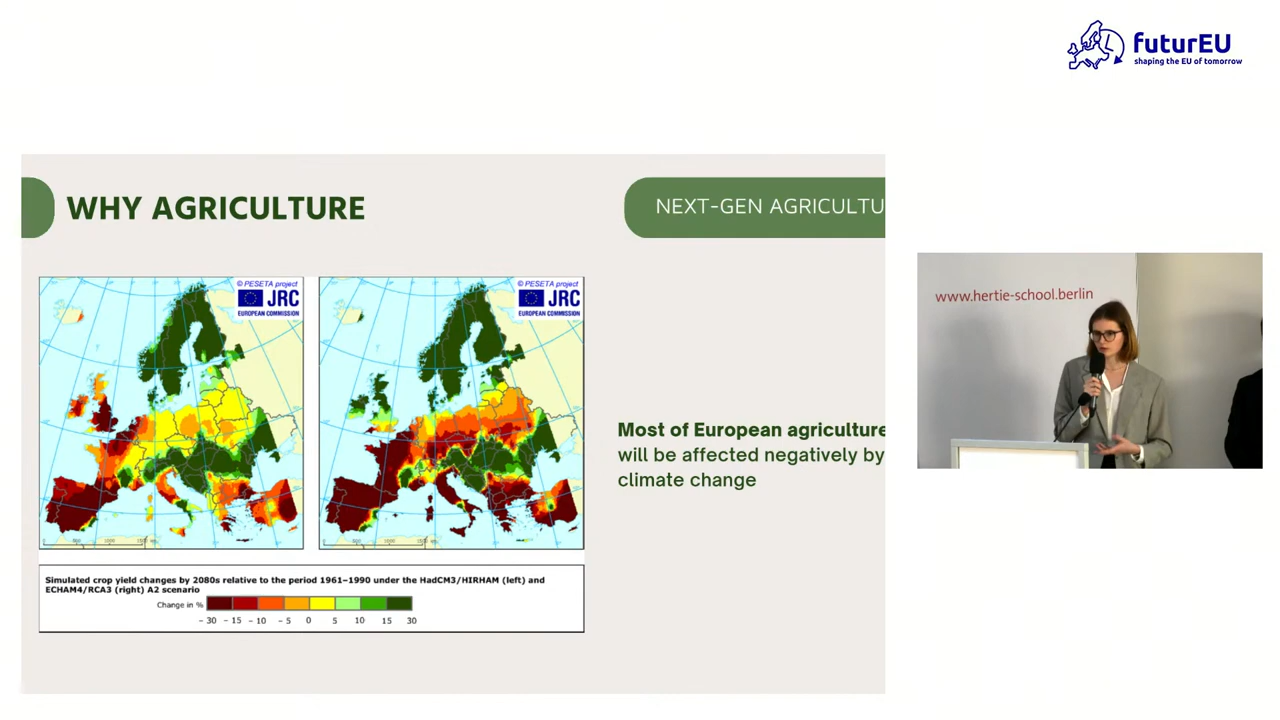 futurEU
shaping the EU of tomorrow
WHY AGRICULTURE
NEXT-GEN AGRICULTU
© PESETA project
JRC
EUROPEAN COMMISSION
© PESETA project
JRC
EUROPEAN COMMISSION
www.hertie-school.berlin
Most of European agriculture
will be affected negatively by
climate change
Simulated crop yield changes by 2080s relative to the period 1961–1990 under the HadCM3/HIRHAM (left) and
ECHAM4/RCA3 (right) A2 scenario
Change in %
– 30 – 15 – 10 – 5 0 5 10 15 30